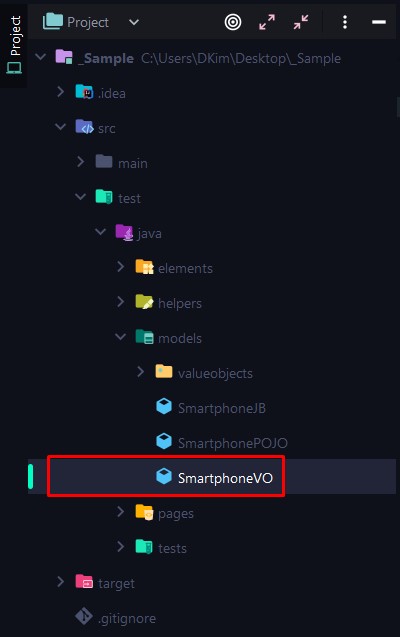 Project
Project
_Sample C:\Users\DKim\Desktop\_Sample
.idea
src
main
test
java
elements
helpers
models
valueobjects
SmartphoneJB
SmartphonePOJO
SmartphoneVO
pages
tests
target
.gitignore